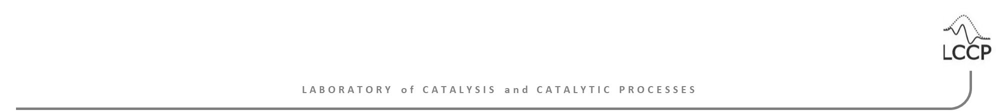 LCCP
LABORATORY of CATALYSIS and CATALYTIC PROCESSES